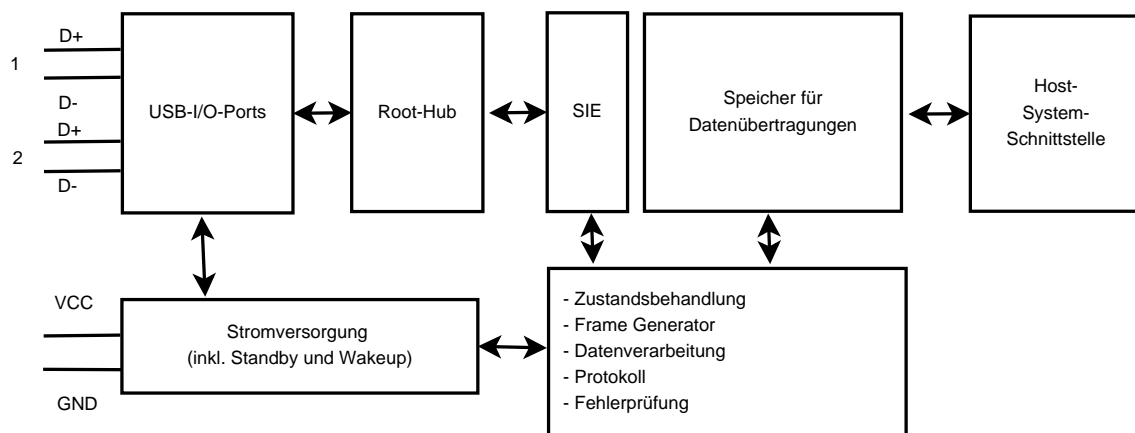 D+
1
D-
D+
2
D-
USB-I/O-Ports
Root-Hub
SIE
Speicher für
Datenübertragungen
Host-
System-
Schnittstelle
VCC
GND
Stromversorgung
(inkl. Standby und Wakeup)
- Zustandsbehandlung
- Frame Generator
- Datenverarbeitung
- Protokoll
- Fehlerprüfung